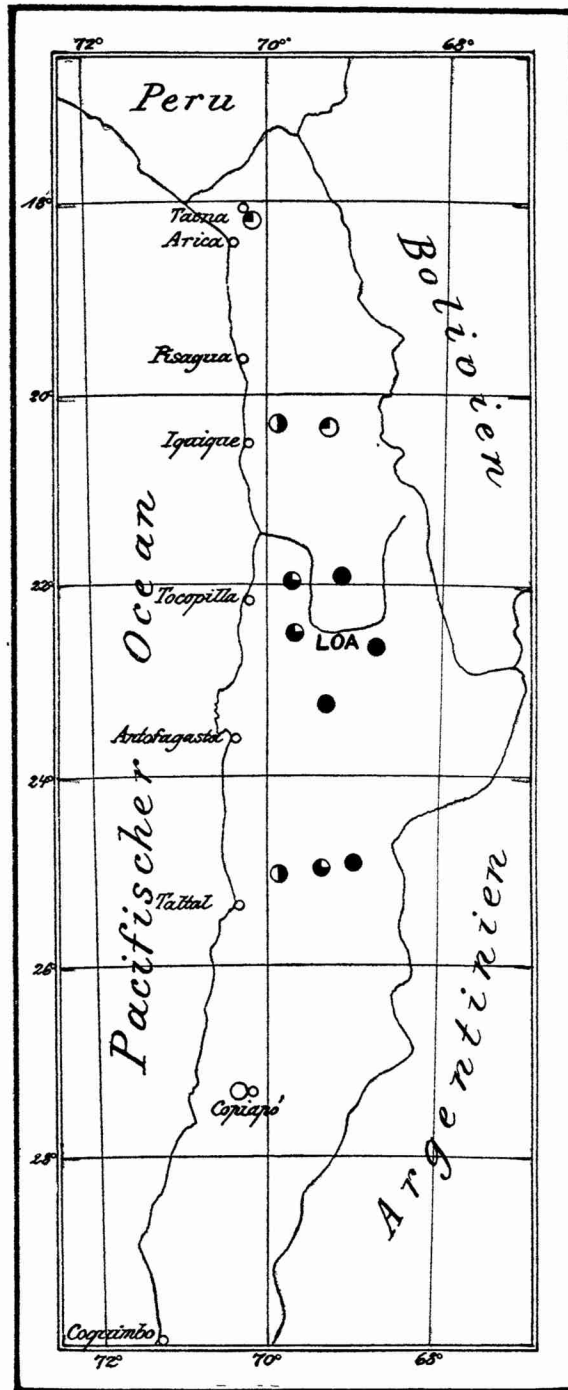 72° 70° 68°
Peru
18°
Tacna
Arica
Bolivien
Pisagua
20°
Iquique
22°
Tocopilla
LOA
Pacifischer Ocean
Antofagasta
24°
Taltal
26°
Argentinien
Copiapó
28°
Coquimbo
72° 70° 68°